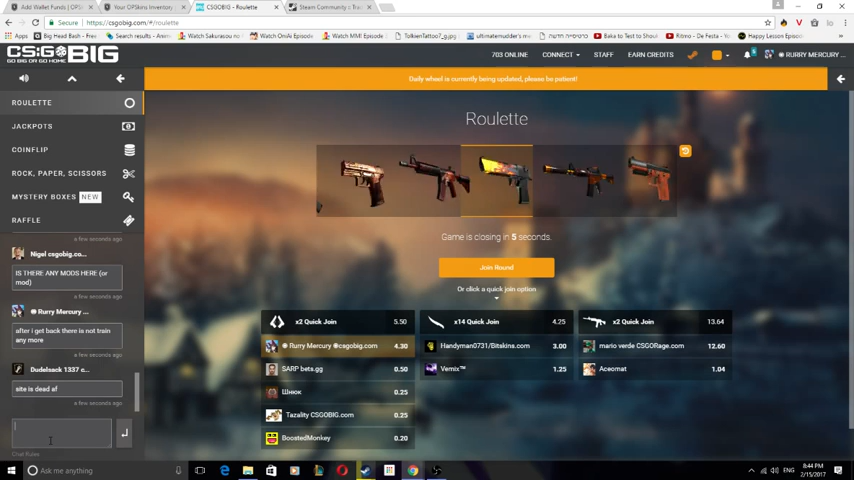 Add Wallet Funds | OPS
Your OPSkins Inventory |
CSGOBIG - Roulette
Steam Community :: Tra
Secure | https://csgobig.com/#/roulette
Apps
Big Head Bash - Free
Search results - Anim
Watch Sakurasou no
Watch OniAi Episode
Watch MMI Episode
TolkienTattoo7_g.jpg
ultimatemudder's med
חדשות מהיום
Baka to Test to Shouk
Ritmo - De Festa - Yo
Happy Lesson Episod
CS:GO BIG
GO BIG OR GO HOME
703 ONLINE
CONNECT
STAFF
EARN CREDITS
RURRY MERCURY ...
Daily wheel is currently being updated, please be patient!
ROULETTE
JACKPOTS
COINFLIP
ROCK, PAPER, SCISSORS
MYSTERY BOXES NEW
RAFFLE
a few seconds ago
Nigel csgobig.co...
IS THERE ANY MODS HERE (or
mod)
a few seconds ago
Rurry Mercury ...
after i get back there is not train
any more
a few seconds ago
Dudelsack 1337 c...
site is dead af
a few seconds ago
Chat Rules
Roulette
Game is closing in 5 seconds.
Join Round
Or click a quick join option
x2 Quick Join 5.50
Rurry Mercury csgobig.com 4.30
SARP bets.gg 0.50
Шнюк 0.25
Tazality CSGOBIG.com 0.25
BoostedMonkey 0.20
x14 Quick Join 4.25
Handyman0731/Bitskins.com 3.00
Vemix™ 1.25
x2 Quick Join 13.64
mario verde CSGORage.com 12.60
Aceomat 1.04
Ask me anything
ENG
8:44 PM
2/15/2017